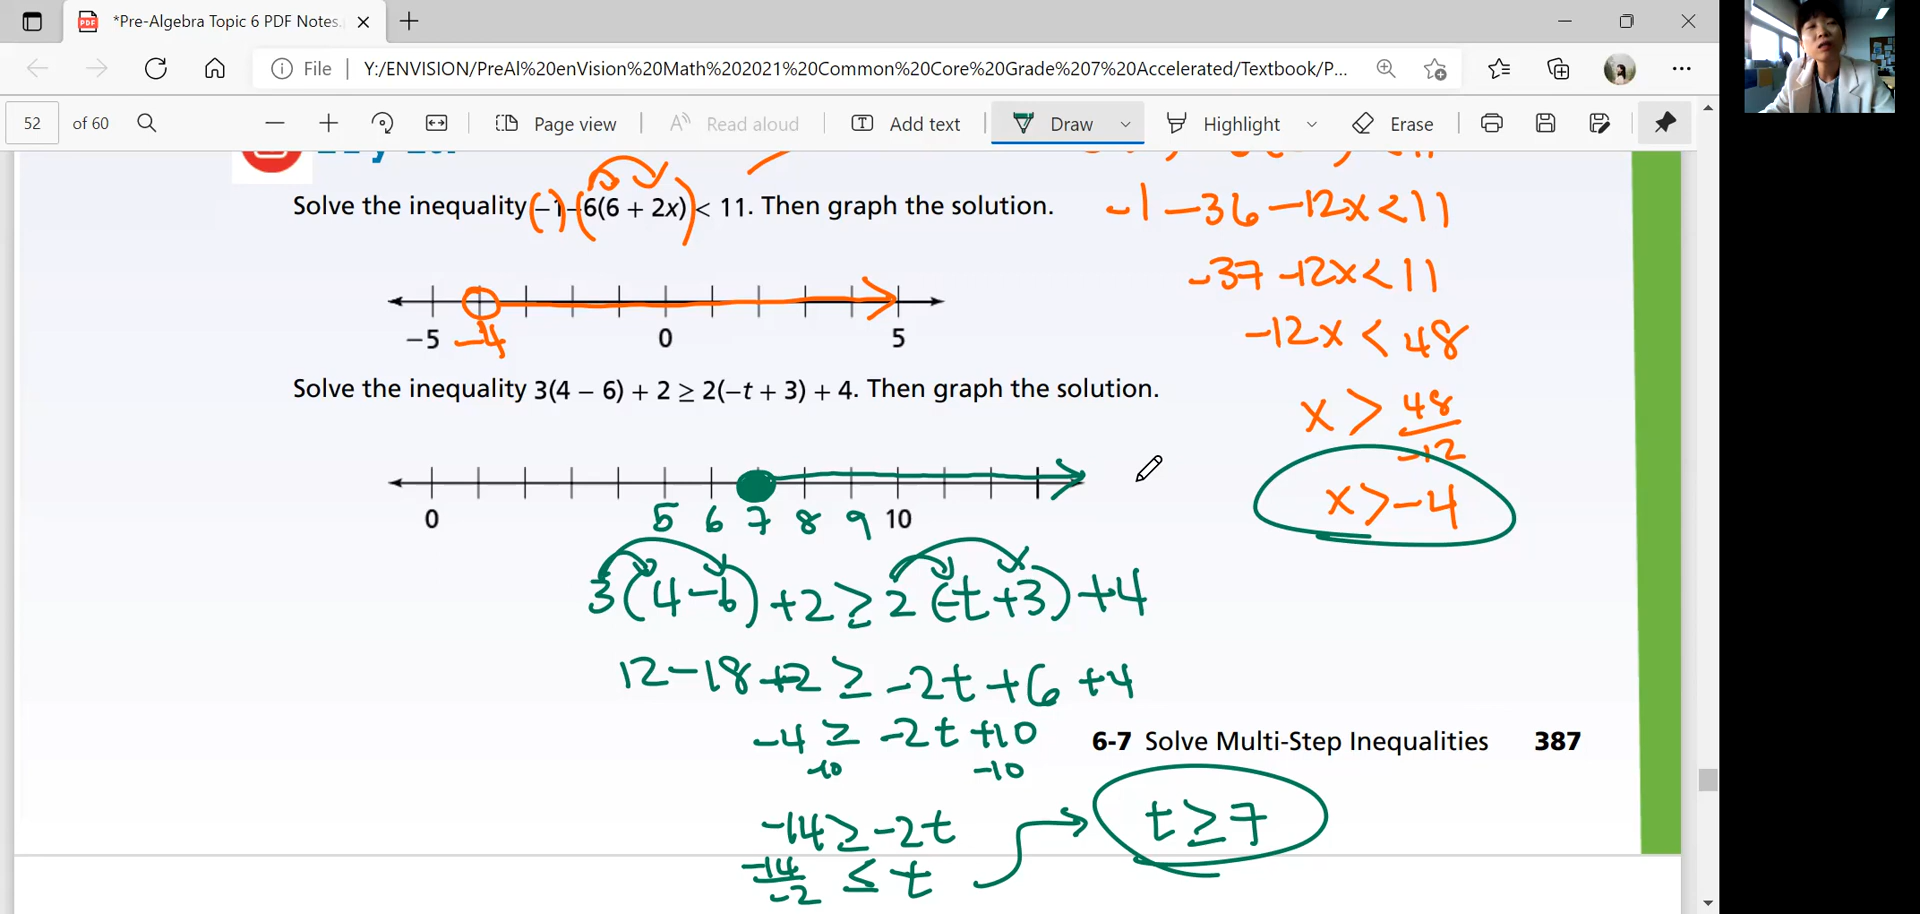 *Pre-Algebra Topic 6 PDF Notes.
File Y:/ENVISION/PreAl%20enVision%20Math%202021%20Common%20Core%20Grade%207%20Accelerated/Textbook/P...
52 of 60 Page view Read aloud Add text Draw Highlight Erase
Solve the inequality (-1)-(6(6 + 2x)) < 11. Then graph the solution.
-1 -36 -12x < 11
-37 -12x < 11
-12x < 48
−5 -4 0 5
Solve the inequality 3(4 − 6) + 2 ≥ 2(−t + 3) + 4. Then graph the solution.
x > 48/-12
x > -4
0 5 6 7 8 9 10
3(4-6)+2 ≥ 2(-t+3)+4
12-18+2 ≥ -2t+6+4
-4 ≥ -2t+10
-10 -10
6-7 Solve Multi-Step Inequalities 387
-14 ≥ -2t
-14/-2 ≤ t
t ≥ 7